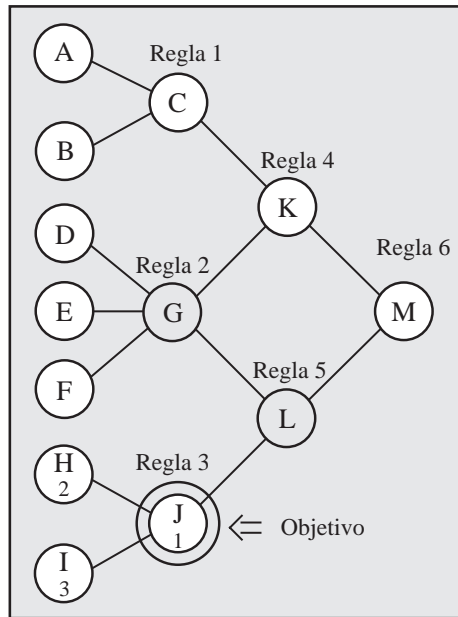 A
Regla 1
C
B
Regla 4
K
D
Regla 6
Regla 2
E
G
M
Regla 5
F
L
H
2
Regla 3
J
1
Objetivo
I
3